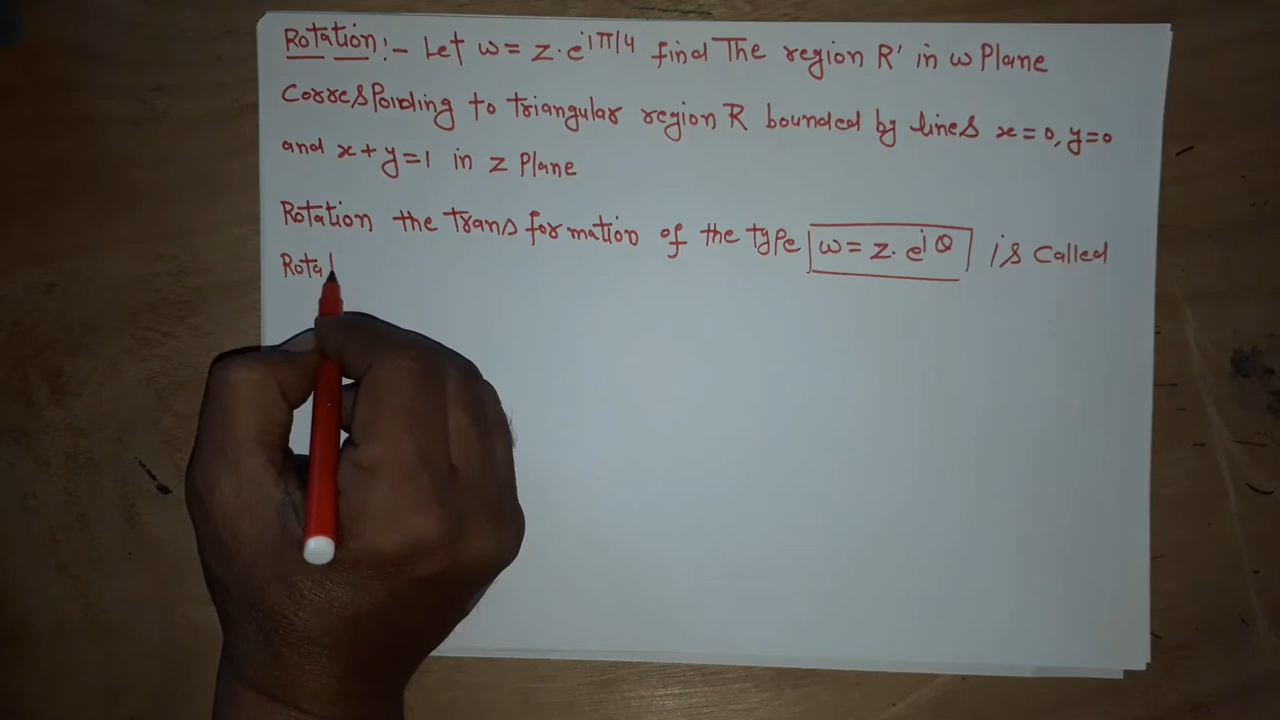 Rotation:- Let ω = z·e^iπ/4 find The region R' in ω Plane
Corresponding to triangular region R bounded by lines x=0, y=0
and x+y=1 in z Plane
Rotation the transformation of the type ω = z·e^iθ is called
Rotat